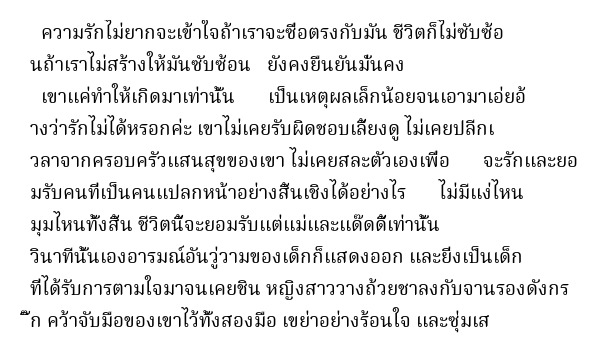 ความรักไม่ยากจะเข้าใจถ้าเราจะซื่อตรงกับมัน ชีวิตก็ไม่ซับซ้อ
นถ้าเราไม่สร้างให้มันซับซ้อน ยังคงยืนยันมั่นคง
เขาแค่ทำให้เกิดมาเท่านั้น เป็นเหตุผลเล็กน้อยจนเอามาเอ่ยอ้
างว่ารักไม่ได้หรอกค่ะ เขาไม่เคยรับผิดชอบเลี้ยงดู ไม่เคยปลีกเ
วลาจากครอบครัวแสนสุขของเขา ไม่เคยสละตัวเองเพื่อ จะรักและยอ
มรับคนที่เป็นคนแปลกหน้าอย่างสิ้นเชิงได้อย่างไร ไม่มีแง่ไหน
มุมไหนทั้งสิ้น ชีวิตนี้จะยอมรับแต่แม่และแด๊ดดี้เท่านั้น
วินาทีนั้นเองอารมณ์อันวู่วามของเด็กก็แสดงออก และยิ่งเป็นเด็ก
ที่ได้รับการตามใจมาจนเคยชิน หญิงสาววางถ้วยชาลงกับจานรองดังกร
ิ๊ก คว้าจับมือของเขาไว้ทั้งสองมือ เขย่าอย่างร้อนใจ และซุ่มเส